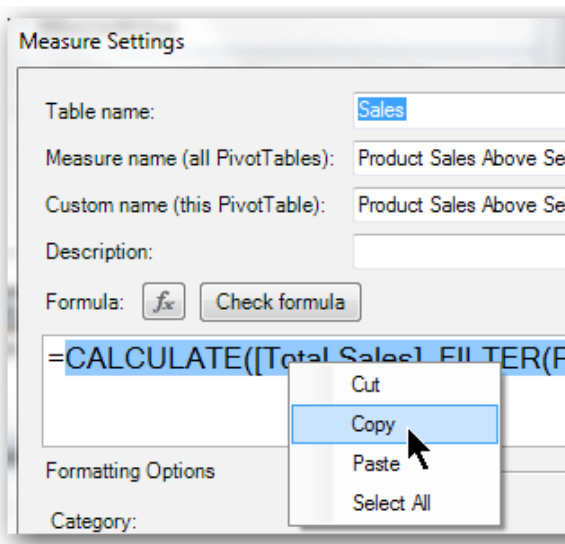 Measure Settings
Table name: Sales
Measure name (all PivotTables): Product Sales Above Se
Custom name (this PivotTable): Product Sales Above Se
Description:
Formula: fx Check formula
=CALCULATE([Total Sales], FILTER(
Cut
Copy
Paste
Select All
Formatting Options
Category: